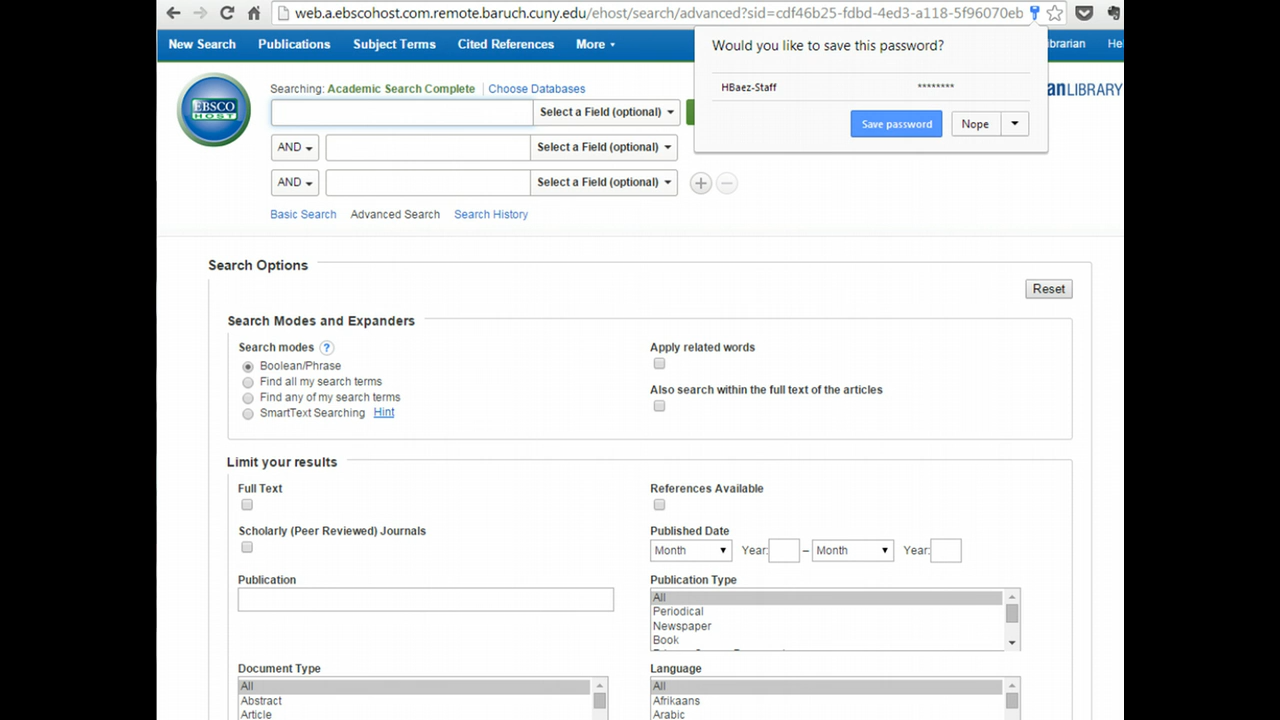 web.a.ebscohost.com.remote.baruch.cuny.edu/ehost/search/advanced?sid=cdf46b25-fdbd-4ed3-a118-5f96070eb
New Search Publications Subject Terms Cited References More
Would you like to save this password?
HBaez-Staff ********
Save password Nope
LIBRARY
EBSCO
HOST
Searching: Academic Search Complete Choose Databases
Select a Field (optional)
AND Select a Field (optional)
AND Select a Field (optional)
Basic Search Advanced Search Search History
Search Options
Reset
Search Modes and Expanders
Search modes ?
Boolean/Phrase
Find all my search terms
Find any of my search terms
SmartText Searching Hint
Apply related words
Also search within the full text of the articles
Limit your results
Full Text
References Available
Scholarly (Peer Reviewed) Journals
Published Date
Month Year: – Month Year:
Publication
Publication Type
All
Periodical
Newspaper
Book
Document Type
All
Abstract
Article
Language
All
Afrikaans
Arabic